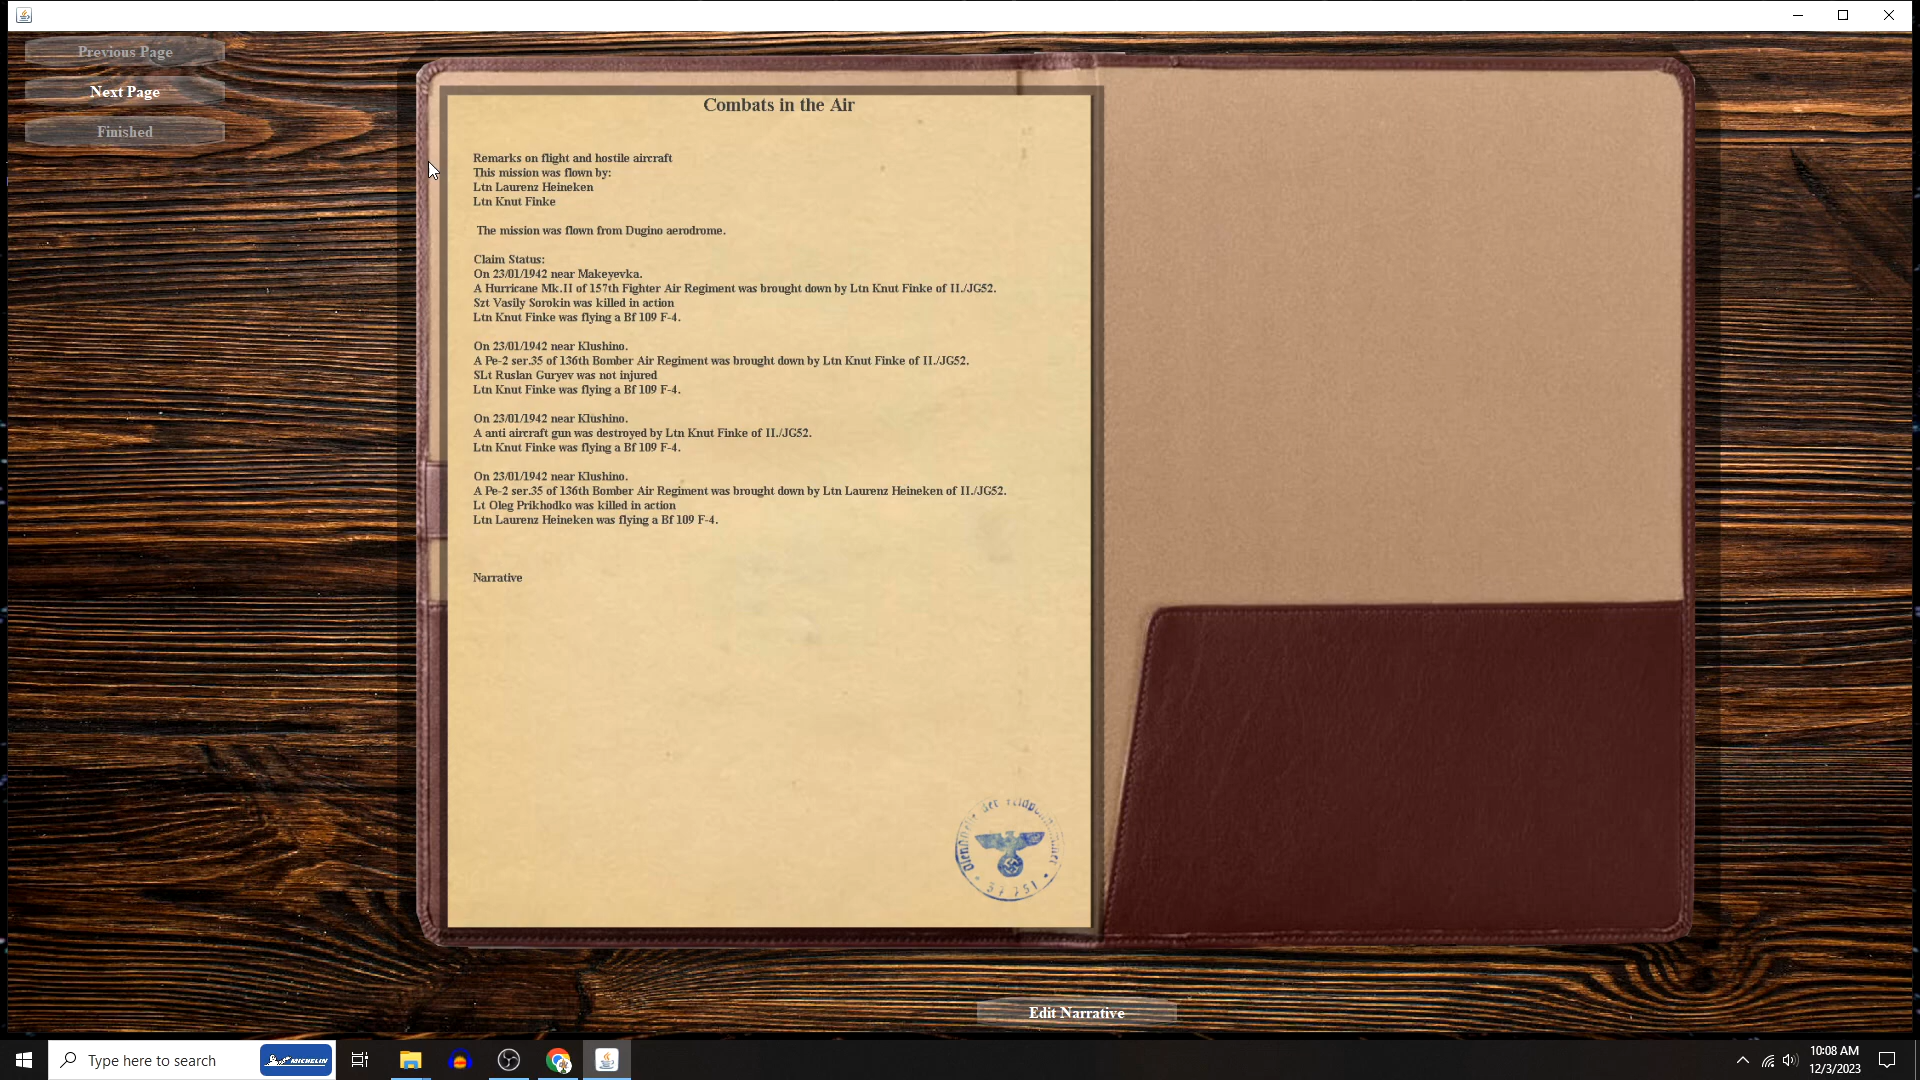 Previous Page
Next Page
Finished
Combats in the Air
Remarks on flight and hostile aircraft
This mission was flown by:
Ltn Laurenz Heineken
Ltn Knut Finke
The mission was flown from Dugino aerodrome.
Claim Status:
On 23/01/1942 near Makeyevka.
A Hurricane Mk.II of 157th Fighter Air Regiment was brought down by Ltn Knut Finke of II./JG52.
Szt Vasily Sorokin was killed in action
Ltn Knut Finke was flying a Bf 109 F-4.
On 23/01/1942 near Klushino.
A Pe-2 ser.35 of 136th Bomber Air Regiment was brought down by Ltn Knut Finke of II./JG52.
SLt Ruslan Guryev was not injured
Ltn Knut Finke was flying a Bf 109 F-4.
On 23/01/1942 near Klushino.
A anti aircraft gun was destroyed by Ltn Knut Finke of II./JG52.
Ltn Knut Finke was flying a Bf 109 F-4.
On 23/01/1942 near Klushino.
A Pe-2 ser.35 of 136th Bomber Air Regiment was brought down by Ltn Laurenz Heineken of II./JG52.
Lt Oleg Prikhodko was killed in action
Ltn Laurenz Heineken was flying a Bf 109 F-4.
Narrative
der
Edit Narrative
Type here to search
MICHELIN
10:08 AM
12/3/2023